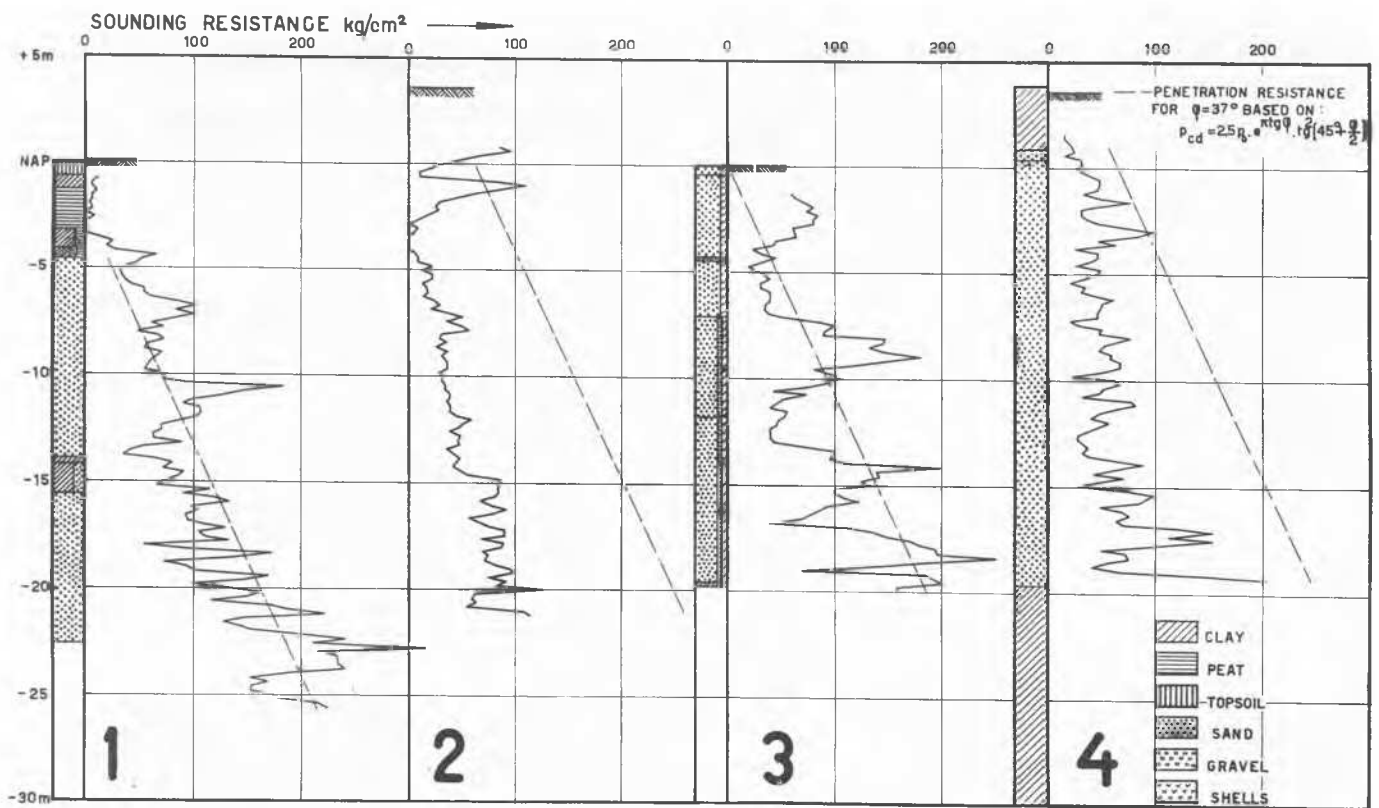 SOUNDING RESISTANCE kg/cm²
0 100 200 0 100 200 0 100 200 0 100 200
+5m
NAP
-5
-10
-15
-20
-25
-30m
PENETRATION RESISTANCE
FOR φ=37° BASED ON:
1 2 3 4
CLAY
PEAT
TOPSOIL
SAND
GRAVEL
SHELLS